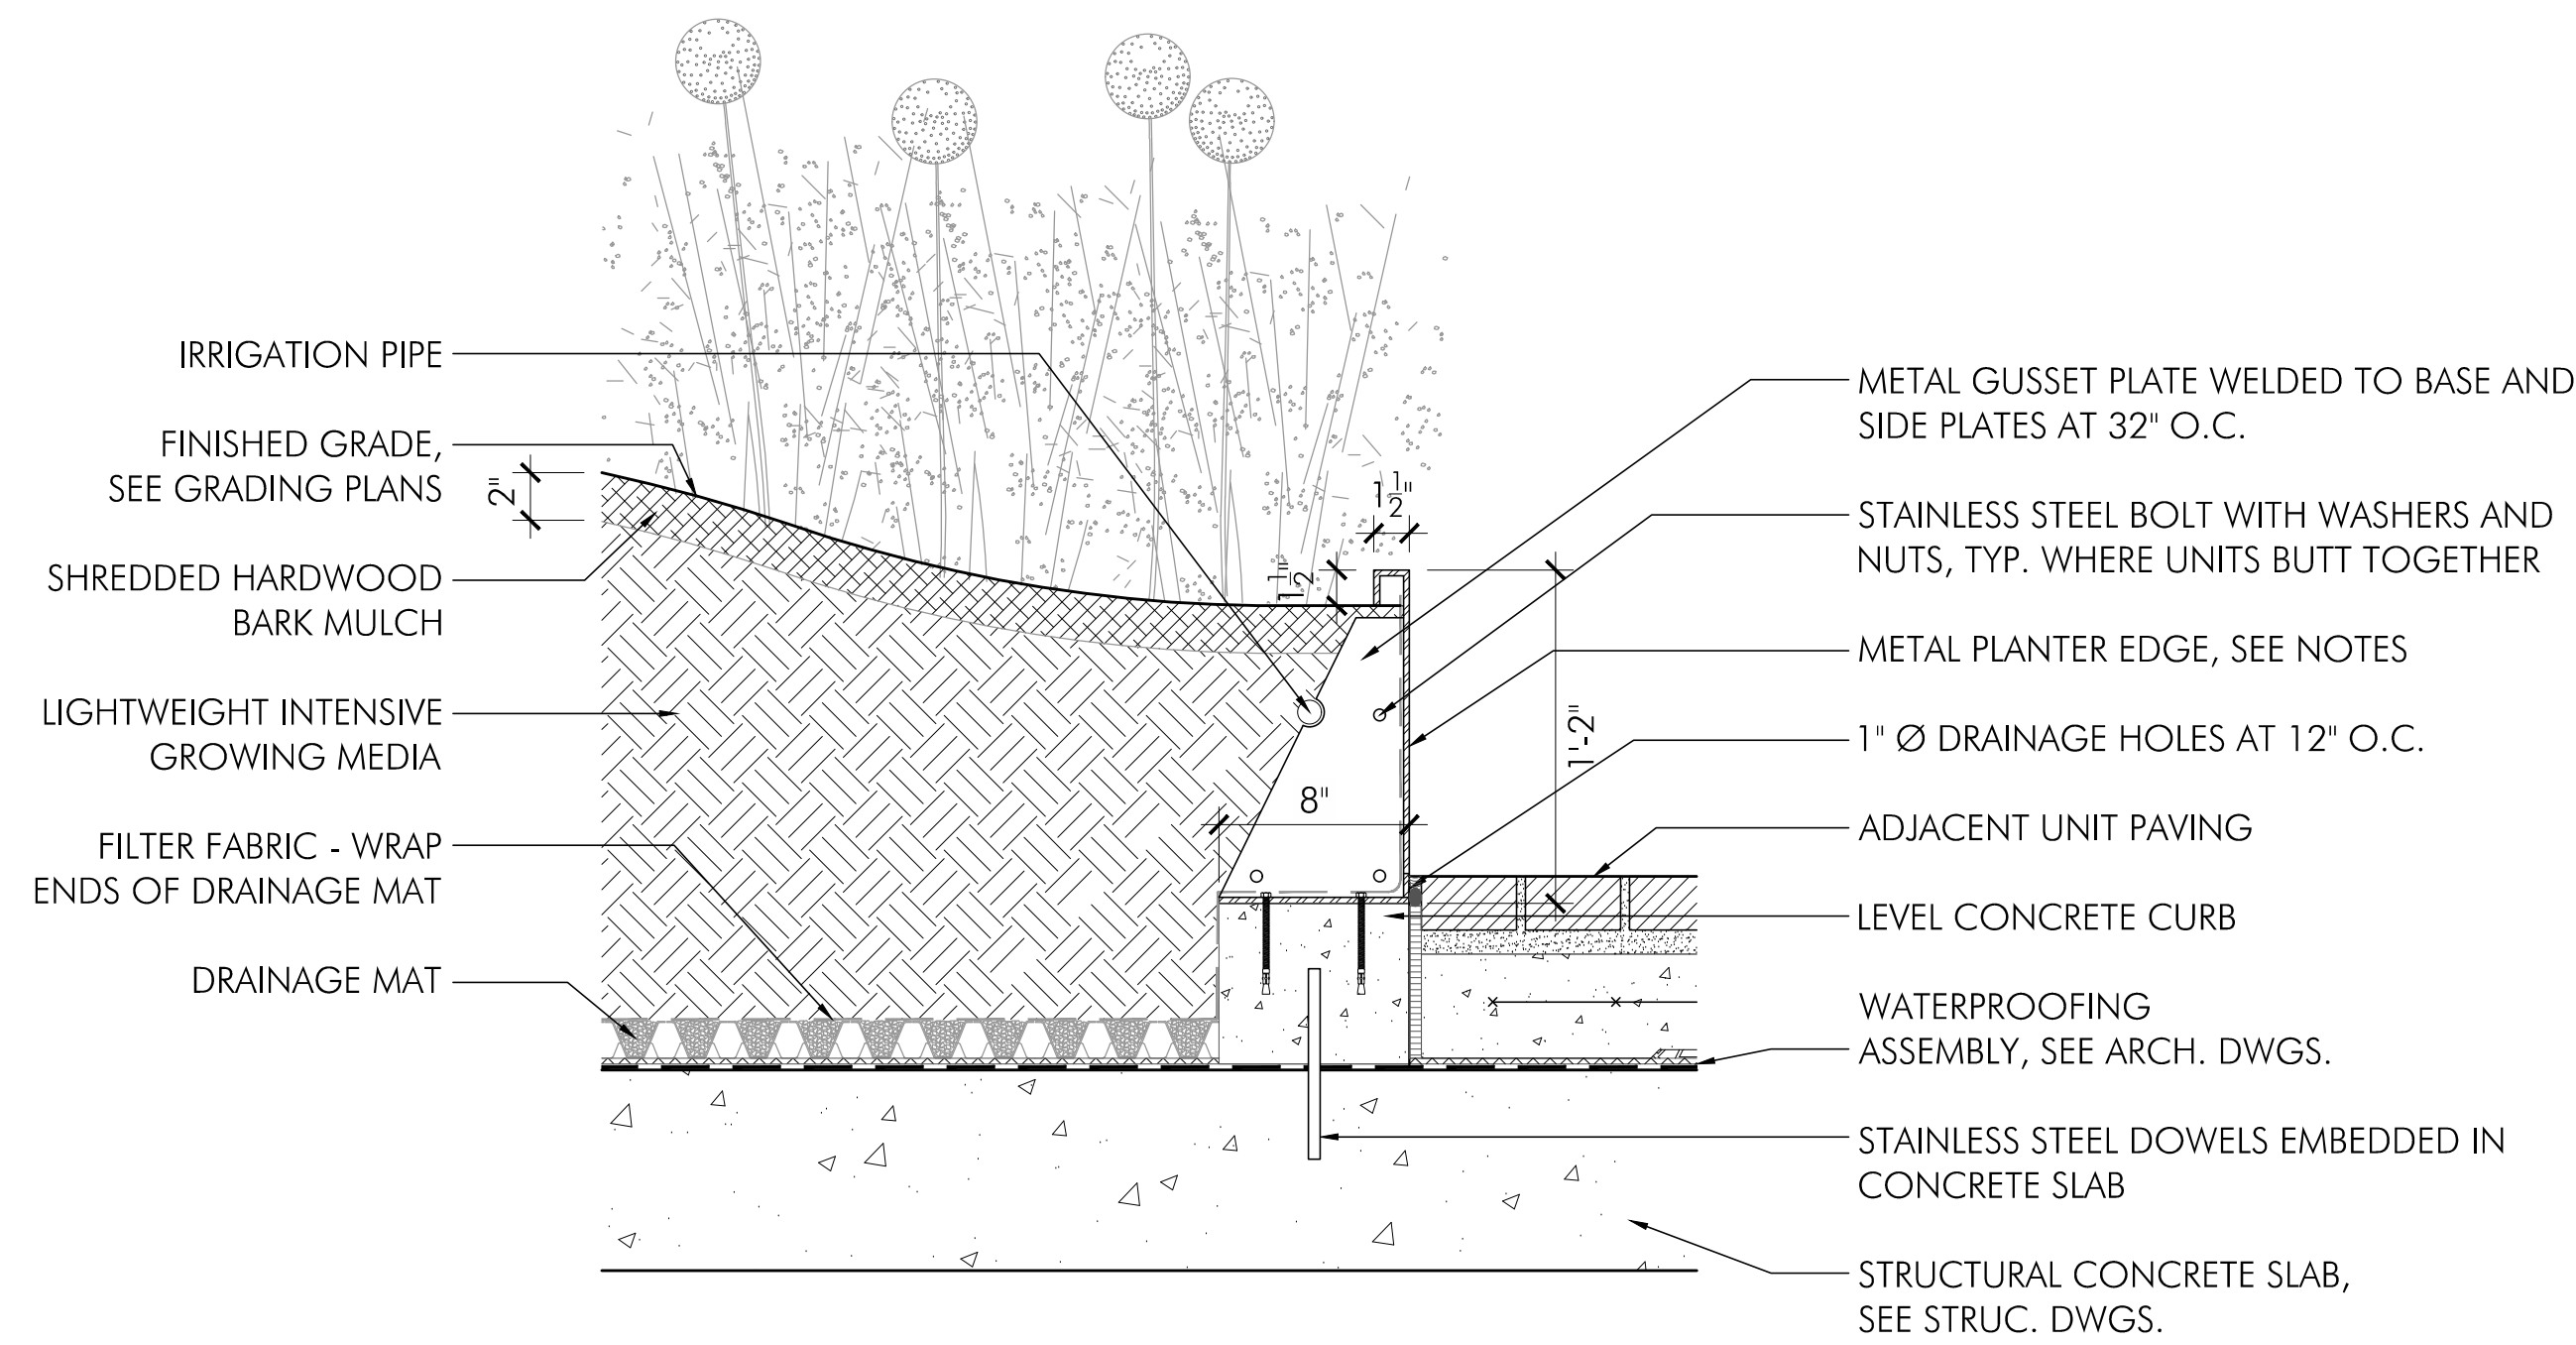 IRRIGATION PIPE
FINISHED GRADE,
SEE GRADING PLANS
2"
SHREDDED HARDWOOD
BARK MULCH
LIGHTWEIGHT INTENSIVE
GROWING MEDIA
FILTER FABRIC - WRAP
ENDS OF DRAINAGE MAT
DRAINAGE MAT
1 1/2"
1 1/2"
8"
1'-2"
METAL GUSSET PLATE WELDED TO BASE AND
SIDE PLATES AT 32" O.C.
STAINLESS STEEL BOLT WITH WASHERS AND
NUTS, TYP. WHERE UNITS BUTT TOGETHER
METAL PLANTER EDGE, SEE NOTES
1" Ø DRAINAGE HOLES AT 12" O.C.
ADJACENT UNIT PAVING
LEVEL CONCRETE CURB
WATERPROOFING
ASSEMBLY, SEE ARCH. DWGS.
STAINLESS STEEL DOWELS EMBEDDED IN
CONCRETE SLAB
STRUCTURAL CONCRETE SLAB,
SEE STRUC. DWGS.